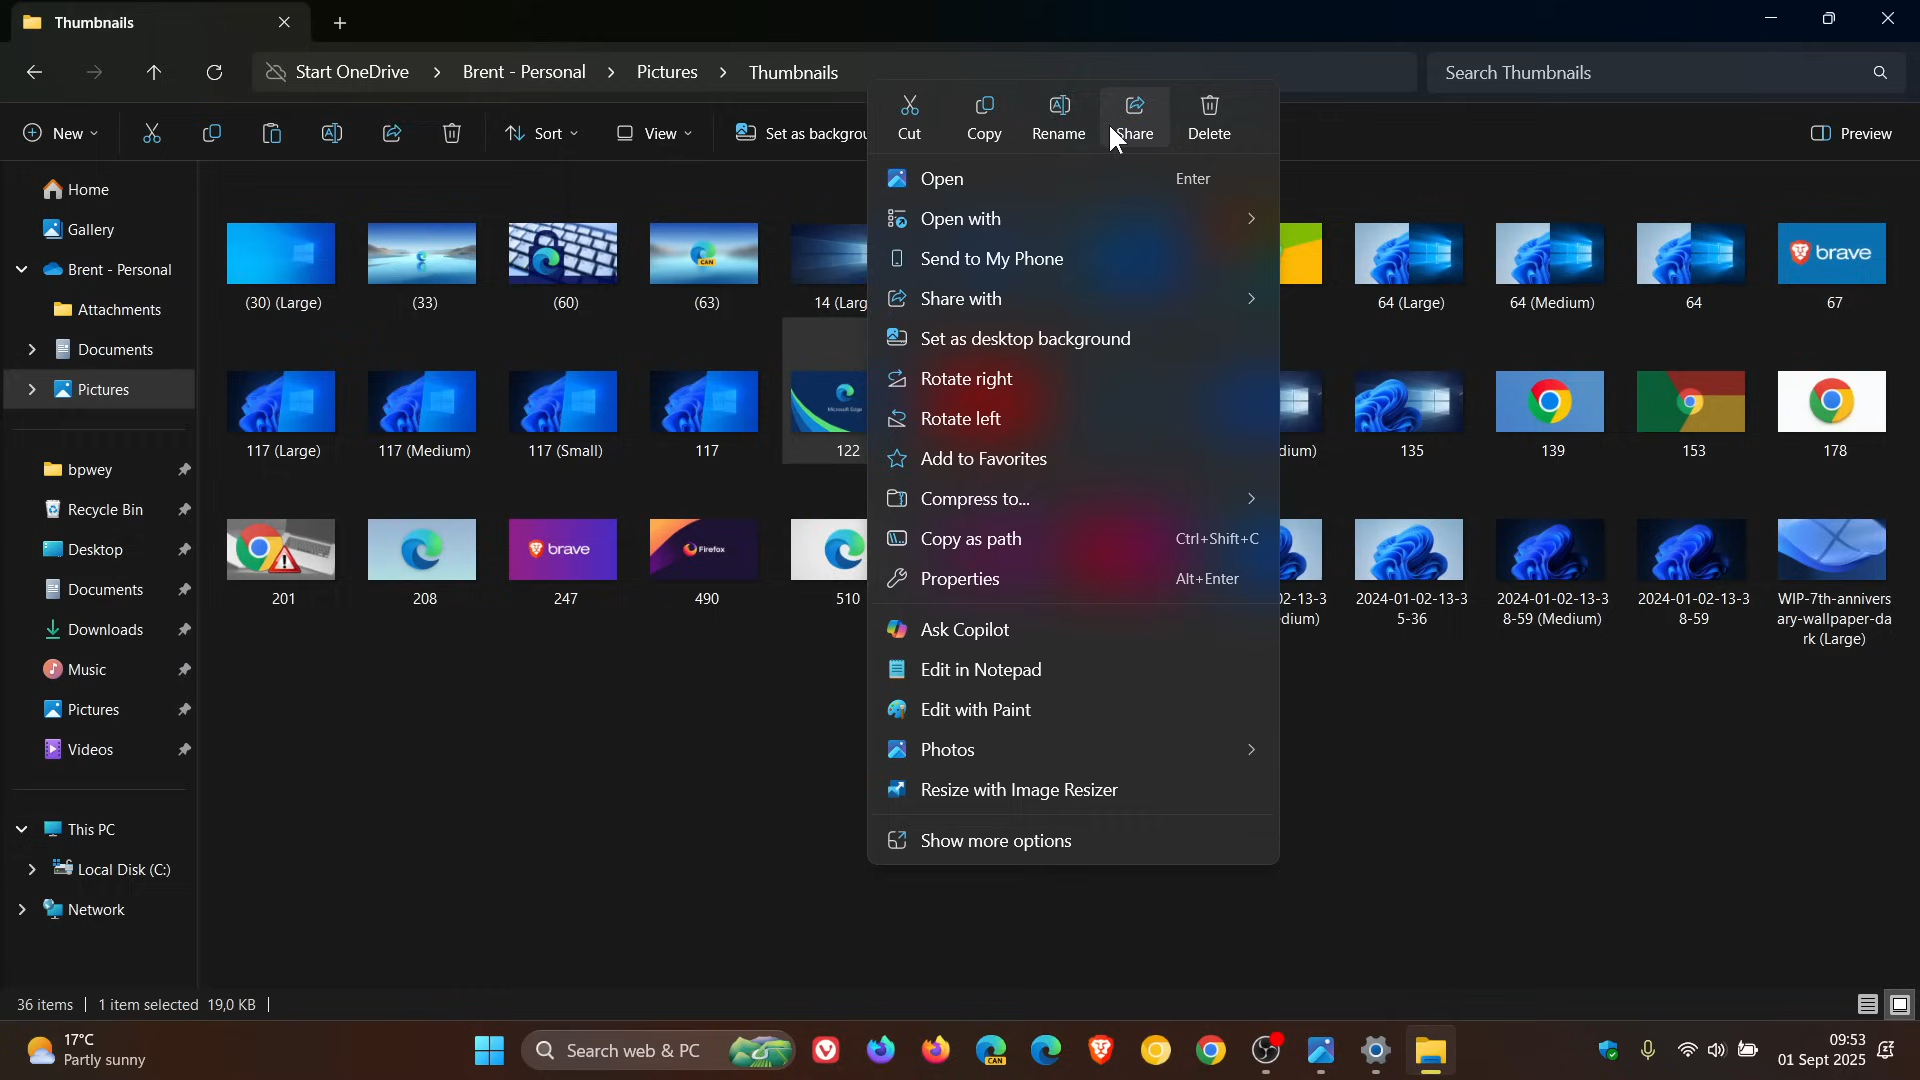 Thumbnails
Start OneDrive > Brent - Personal > Pictures > Thumbnails
Search Thumbnails
New
Sort
View
Set as backgrou
Preview
Cut Copy Rename Share Delete
Home
Gallery
Brent - Personal
Attachments
Documents
Pictures
bpwey
Recycle Bin
Desktop
Documents
Downloads
Music
Pictures
Videos
This PC
Local Disk (C:)
Network
(30) (Large) (33) (60) (63) 14 (Larg 64 (Large) 64 (Medium) 64 67
CAN
brave
117 (Large) 117 (Medium) 117 (Small) 117 122 dium) 135 139 153 178
Microsoft Edge
brave
Firefox
201 208 247 490 510
02-13-3
dium)
2024-01-02-13-3
5-36
2024-01-02-13-3
8-59 (Medium)
2024-01-02-13-3
8-59
WIP-7th-annivers
ary-wallpaper-da
rk (Large)
Open Enter
Open with
Send to My Phone
Share with
Set as desktop background
Rotate right
Rotate left
Add to Favorites
Compress to...
Copy as path Ctrl+Shift+C
Properties Alt+Enter
Ask Copilot
Edit in Notepad
Edit with Paint
Photos
Resize with Image Resizer
Show more options
36 items 1 item selected 19,0 KB
17°C
Partly sunny
Search web & PC
CAN
09:53
01 Sept 2025